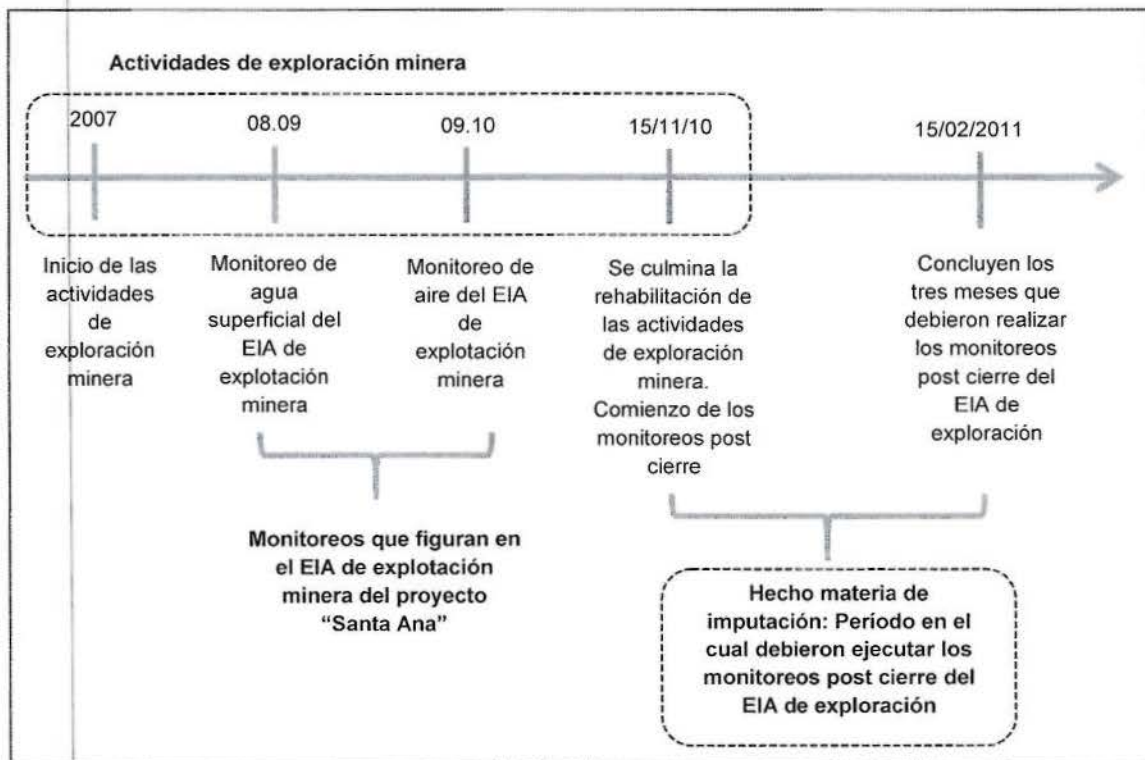 Actividades de exploración minera
2007
08.09
09.10
15/11/10
15/02/2011
Inicio de las
actividades
de
exploración
minera
Monitoreo de
agua
superficial del
EIA de
explotación
minera
Monitoreo de
aire del EIA
de
explotación
minera
Se culmina la
rehabilitación de
las actividades
de exploración
minera.
Comienzo de los
monitoreos post
cierre
Concluyen los
tres meses que
debieron realizar
los monitoreos
post cierre del
EIA de
exploración
Monitoreos que figuran en
el EIA de explotación
minera del proyecto
“Santa Ana”
Hecho materia de
imputación: Período en el
cual debieron ejecutar los
monitoreos post cierre del
EIA de exploración